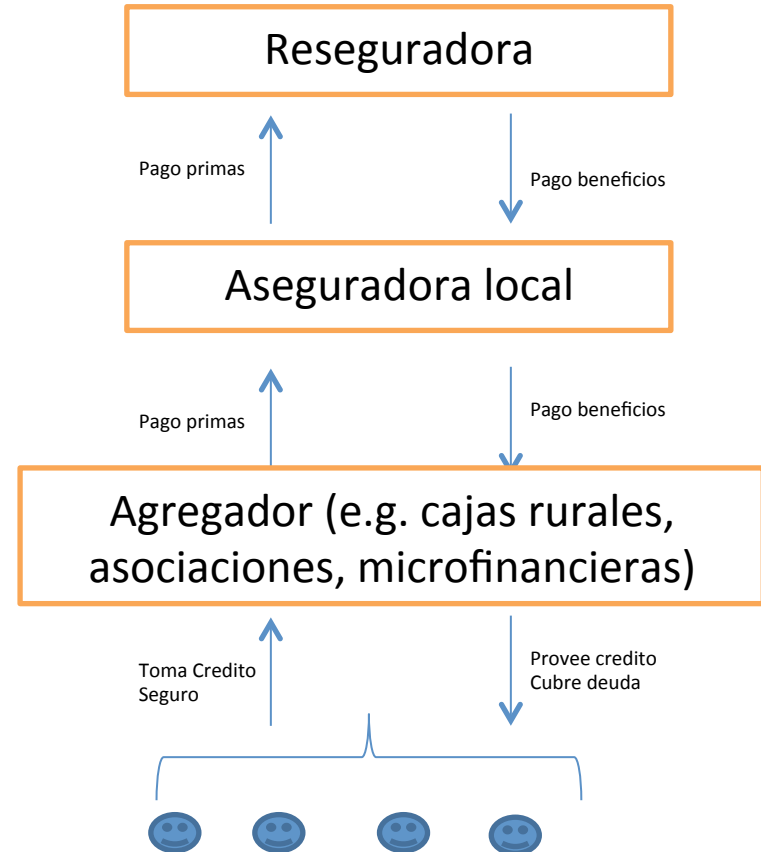 Reseguradora
Pago primas
Pago beneficios
Aseguradora local
Pago primas
Pago beneficios
Agregador (e.g. cajas rurales,
asociaciones, microfinancieras)
Toma Credito
Seguro
Provee credito
Cubre deuda